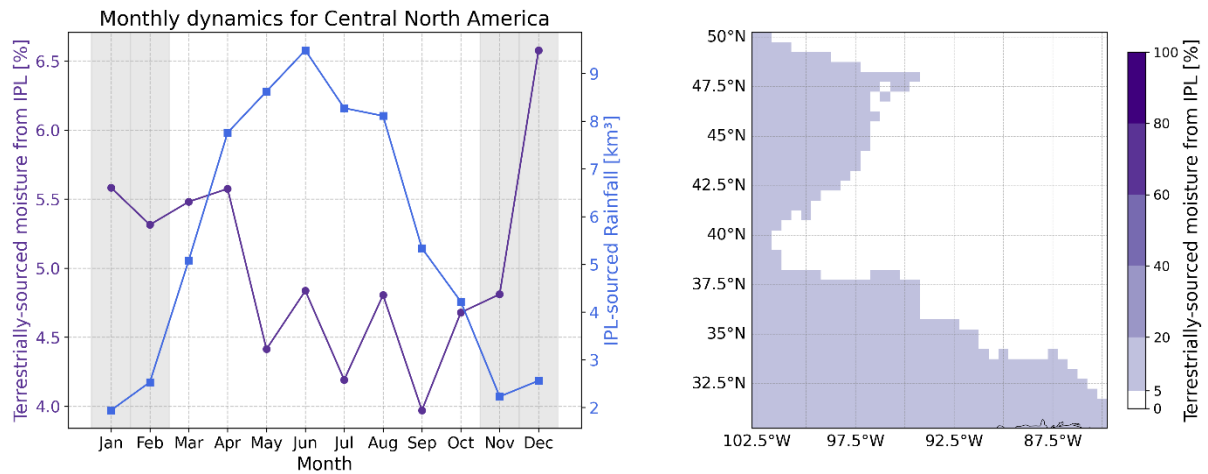 Monthly dynamics for Central North America
Terrrestrially-sourced moisture from IPL [%]
6.5
6.0
5.5
5.0
4.5
4.0
Jan Feb Mar Apr May Jun Jul Aug Sep Oct Nov Dec
Month
9
8
7
6
5
4
3
2
IPL-sourced Rainfall [km³]
50°N
47.5°N
45°N
42.5°N
40°N
37.5°N
35°N
32.5°N
102.5°W 97.5°W 92.5°W 87.5°W
100
80
60
40
20
5
0
Terrestrially-sourced moisture from IPL [%]